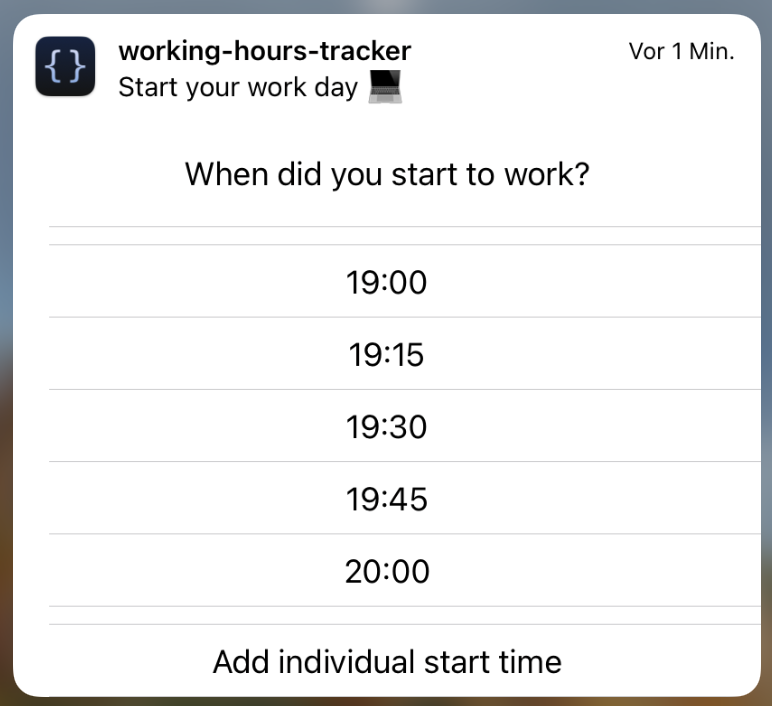 { }
working-hours-tracker
Vor 1 Min.
Start your work day 💻
When did you start to work?
19:00
19:15
19:30
19:45
20:00
Add individual start time